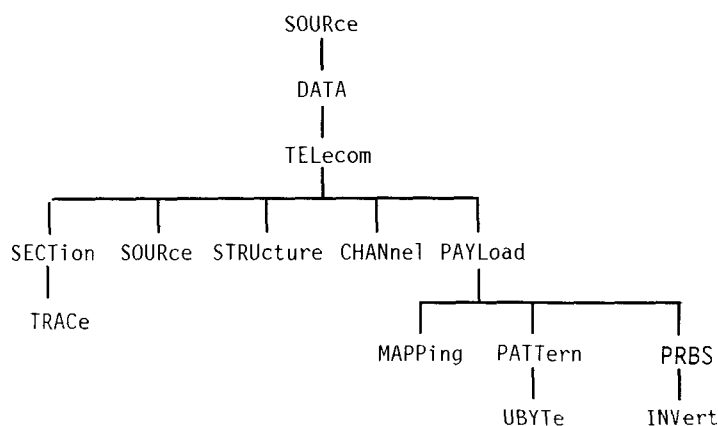 SOURce
DATA
TELecom
SECTion SOURce STRUcture CHANnel PAYLoad
TRACe
MAPPing PATTern PRBS
UBYTe INVert